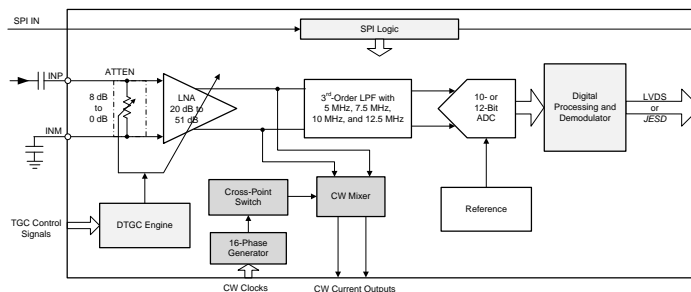 SPI IN
SPI Logic
INP
ATTEN
8 dB
to
0 dB
INM
LNA
20 dB to
51 dB
3rd-Order LPF with
5 MHz, 7.5 MHz,
10 MHz, and 12.5 MHz
10- or
12-Bit
ADC
Digital
Processing and
Demodulator
LVDS
or
JESD
Cross-Point
Switch
CW Mixer
Reference
TGC Control
Signals
DTGC Engine
16-Phase
Generator
CW Clocks
CW Current Outputs